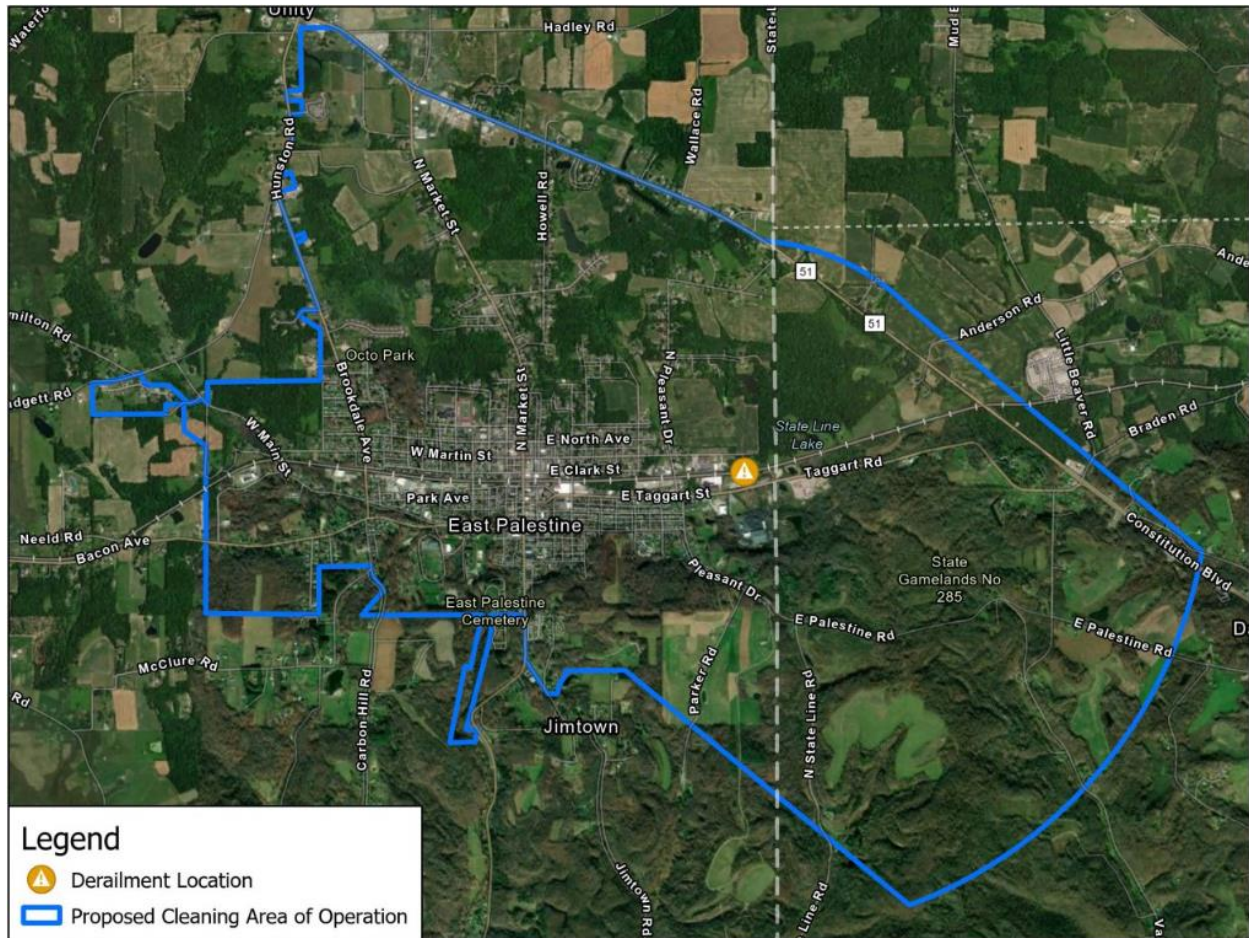 Unity
Hadley Rd
State L
Wallace Rd
Hunston Rd
N Market St
Howell Rd
51
51
Anderson Rd
Little Beaver Rd
Octo Park
N Pleasant Dr
Brookdale Ave
N Market St
W Main St
State Line
Lake
Braden Rd
E North Ave
W Martin St
E Clark St
Taggart Rd
Park Ave
E Taggart St
East Palestine
Neeld Rd
Bacon Ave
Constitution Blvd
Pleasant Dr
State
Gamelands No
285
East Palestine
Cemetery
E Palestine Rd
E Palestine Rd
McClure Rd
Rd
Carbon Hill Rd
Parker Rd
N State Line Rd
Jimtown
Jimtown Rd
Line Rd
Legend
Derailment Location
Proposed Cleaning Area of Operation